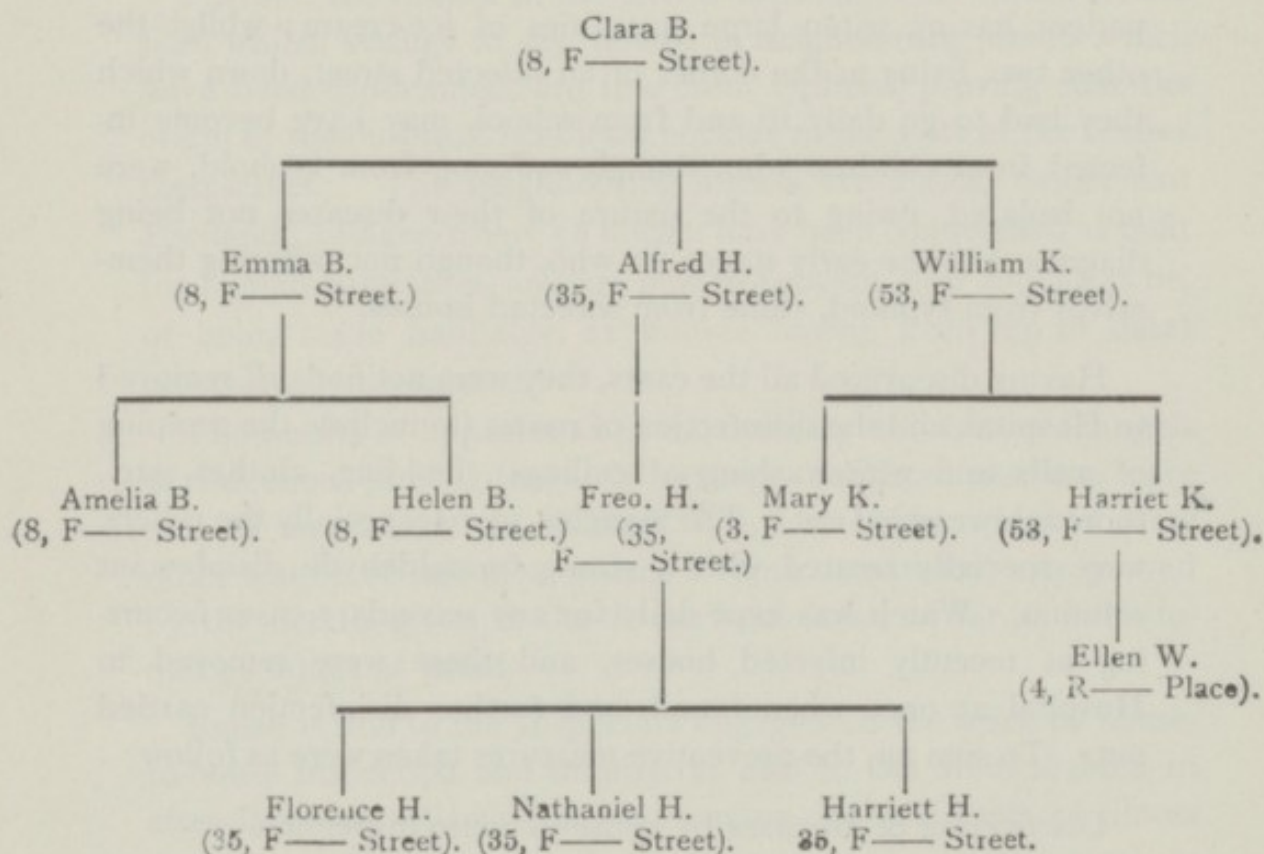 Clara B.
(8, F—— Street).
Emma B.
(8, F—— Street.)
Alfred H.
(35, F—— Street).
William K.
(53, F—— Street).
Amelia B.
(8, F—— Street).
Helen B.
(8, F—— Street.)
Freo. H.
(35,
F—— Street.)
Mary K.
(3. F—— Street).
Harriet K.
(53, F—— Street).
Ellen W.
(4, R—— Place).
Florence H.
(35, F—— Street).
Nathaniel H.
(35, F—— Street).
Harriett H.
35, F—— Street.